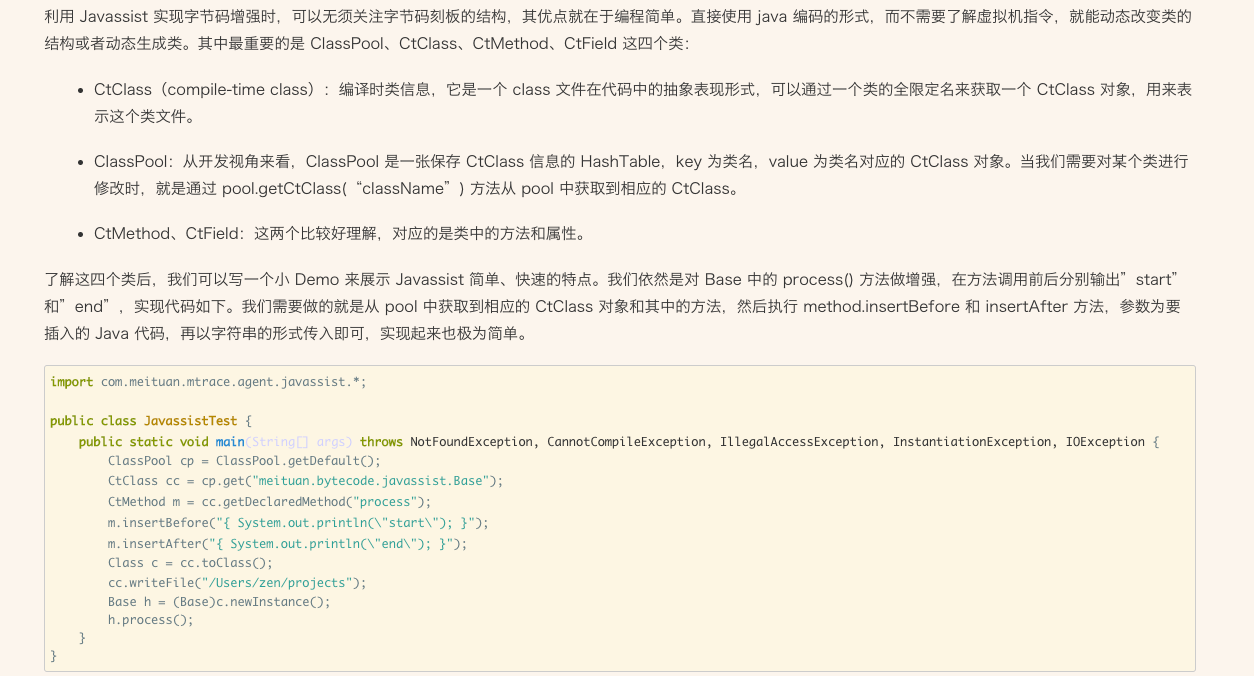 利用 Javassist 实现字节码增强时，可以无须关注字节码刻板的结构，其优点就在于编程简单。直接使用 java 编码的形式，而不需要了解虚拟机指令，就能动态改变类的
结构或者动态生成类。其中最重要的是 ClassPool、CtClass、CtMethod、CtField 这四个类：
• CtClass（compile-time class）：编译时类信息，它是一个 class 文件在代码中的抽象表现形式，可以通过一个类的全限定名来获取一个 CtClass 对象，用来表
示这个类文件。
• ClassPool：从开发视角来看，ClassPool 是一张保存 CtClass 信息的 HashTable，key 为类名，value 为类名对应的 CtClass 对象。当我们需要对某个类进行
修改时，就是通过 pool.getCtClass(“className”) 方法从 pool 中获取到相应的 CtClass。
• CtMethod、CtField：这两个比较好理解，对应的是类中的方法和属性。
了解这四个类后，我们可以写一个小 Demo 来展示 Javassist 简单、快速的特点。我们依然是对 Base 中的 process() 方法做增强，在方法调用前后分别输出”start”
和”end”，实现代码如下。我们需要做的就是从 pool 中获取到相应的 CtClass 对象和其中的方法，然后执行 method.insertBefore 和 insertAfter 方法，参数为要
插入的 Java 代码，再以字符串的形式传入即可，实现起来也极为简单。
import com.meituan.mtrace.agent.javassist.*;
public class JavassistTest {
    public static void main(String[] args) throws NotFoundException, CannotCompileException, IllegalAccessException, InstantiationException, IOException {
        ClassPool cp = ClassPool.getDefault();
        CtClass cc = cp.get("meituan.bytecode.javassist.Base");
        CtMethod m = cc.getDeclaredMethod("process");
        m.insertBefore("{ System.out.println(\"start\"); }");
        m.insertAfter("{ System.out.println(\"end\"); }");
        Class c = cc.toClass();
        cc.writeFile("/Users/zen/projects");
        Base h = (Base)c.newInstance();
        h.process();
    }
}